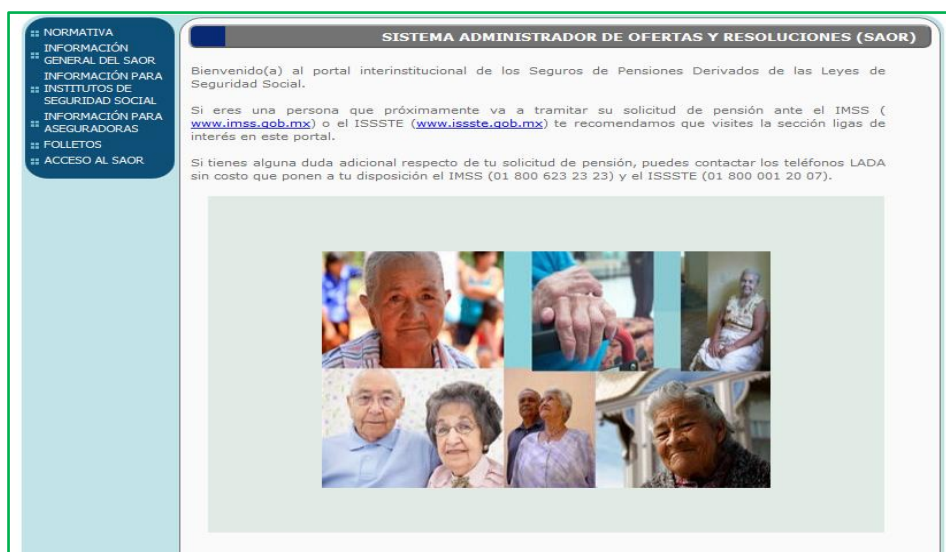 NORMATIVA
INFORMACIÓN
GENERAL DEL SAOR
INFORMACIÓN PARA
INSTITUTOS DE
SEGURIDAD SOCIAL
INFORMACIÓN PARA
ASEGURADORAS
FOLLETOS
ACCESO AL SAOR
SISTEMA ADMINISTRADOR DE OFERTAS Y RESOLUCIONES (SAOR)
Bienvenido(a) al portal interinstitucional de los Seguros de Pensiones Derivados de las Leyes de
Seguridad Social.
Si eres una persona que próximamente va a tramitar su solicitud de pensión ante el IMSS (
www.imss.gob.mx) o el ISSSTE (www.issste.gob.mx) te recomendamos que visites la sección ligas de
interés en este portal.
Si tienes alguna duda adicional respecto de tu solicitud de pensión, puedes contactar los teléfonos LADA
sin costo que ponen a tu disposición el IMSS (01 800 623 23 23) y el ISSSTE (01 800 001 20 07).